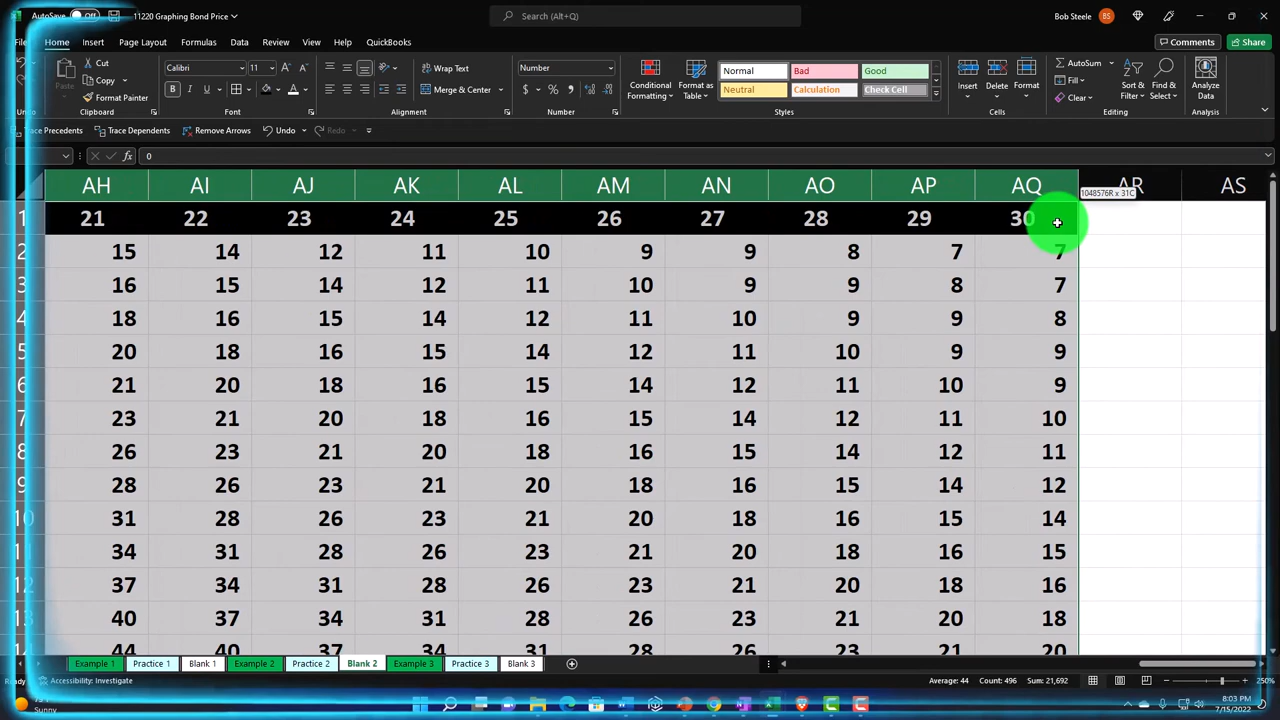 AutoSave Off 11220 Graphing Bond Price Search (Alt+Q) Bob Steele BS
File Home Insert Page Layout Formulas Data Review View Help QuickBooks Comments Share
Cut Calibri 11 Wrap Text Number Normal Bad Good AutoSum
Copy Conditional Formatting Format as Table Insert Delete Format Fill Sort & Filter Find & Select Analyze Data
Paste Format Painter Merge & Center Neutral Calculation Check Cell Clear
Undo Clipboard Font Alignment Number Styles Cells Editing Analysis
Trace Precedents Trace Dependents Remove Arrows Undo Redo
fx 0
AH AI AJ AK AL AM AN AO AP AQ AR AS
1048576R x 31C
1 21 22 23 24 25 26 27 28 29 30
2 15 14 12 11 10 9 9 8 7 7
3 16 15 14 12 11 10 9 9 8 7
4 18 16 15 14 12 11 10 9 9 8
5 20 18 16 15 14 12 11 10 9 9
6 21 20 18 16 15 14 12 11 10 9
7 23 21 20 18 16 15 14 12 11 10
8 26 23 21 20 18 16 15 14 12 11
9 28 26 23 21 20 18 16 15 14 12
10 31 28 26 23 21 20 18 16 15 14
11 34 31 28 26 23 21 20 18 16 15
12 37 34 31 28 26 23 21 20 18 16
13 40 37 34 31 28 26 23 21 20 18
14 44 40 37 34 31 28 26 23 21 20
Example 1 Practice 1 Blank 1 Example 2 Practice 2 Blank 2 Example 3 Practice 3 Blank 3
Ready Accessibility: Investigate Average: 44 Count: 496 Sum: 21,692 250%
Sunny 8:03 PM
7/15/2022